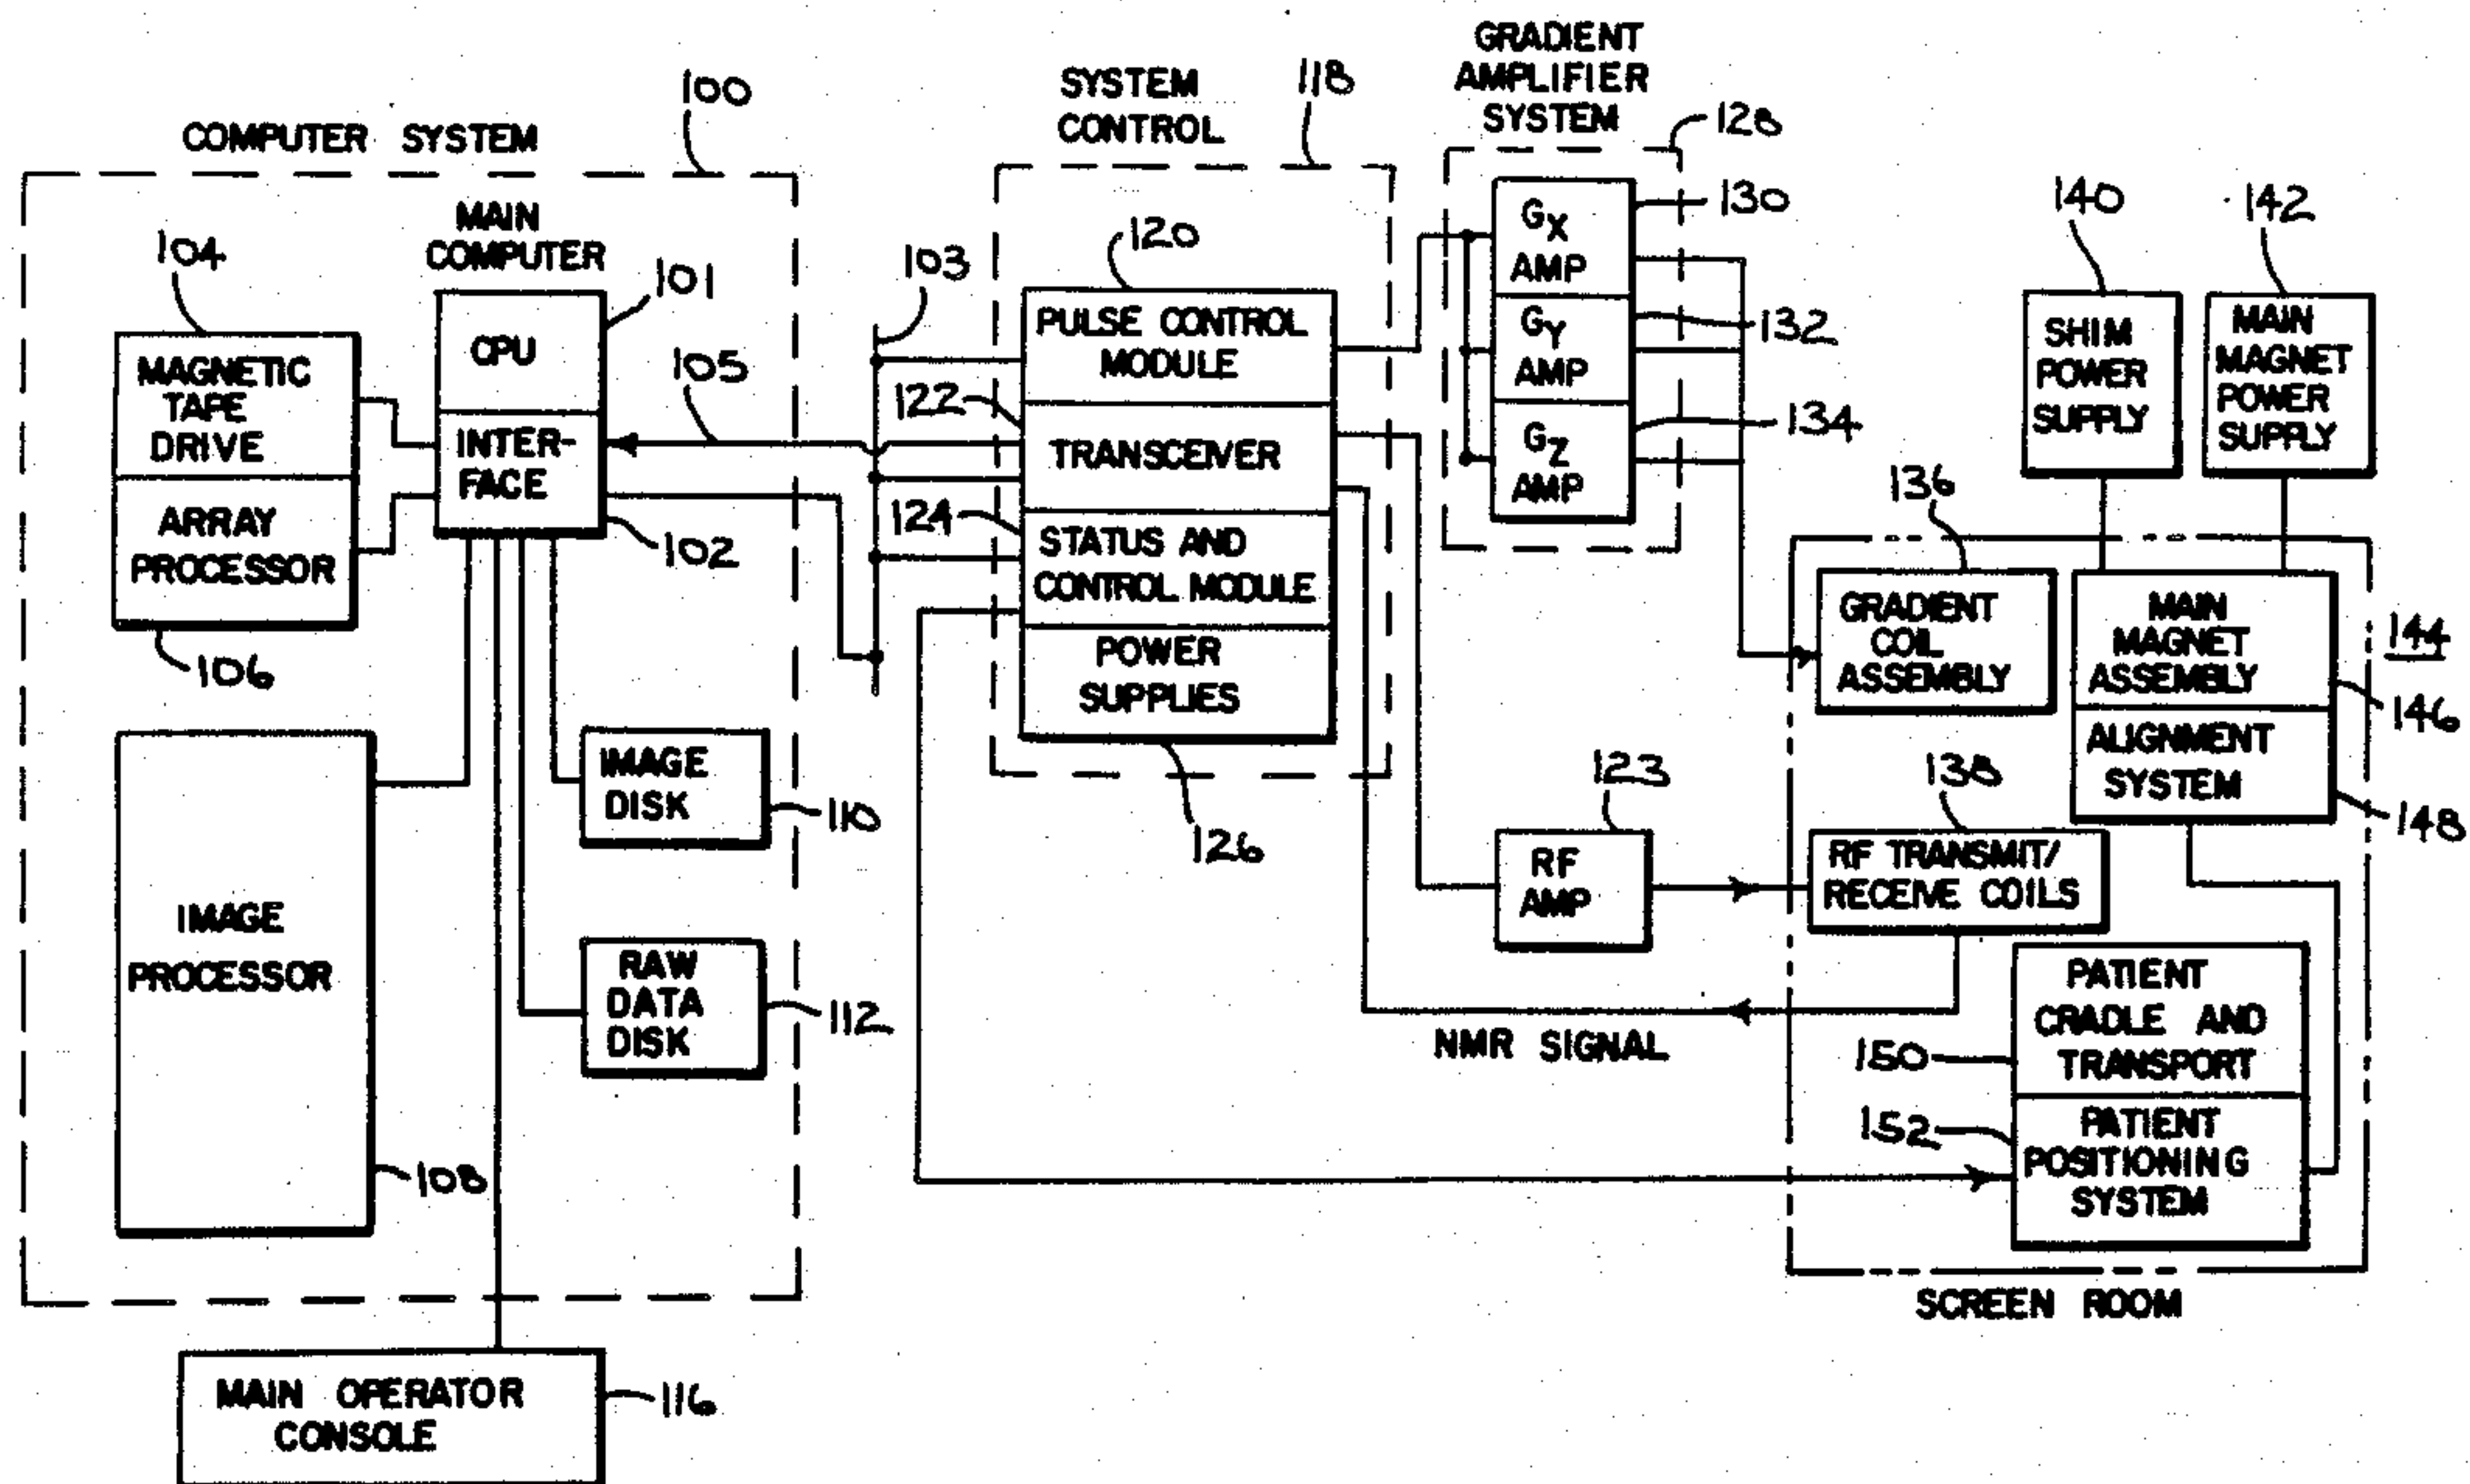 COMPUTER SYSTEM
100
104
MAIN
COMPUTER
101
MAGNETIC
TAPE
DRIVE
CPU
105
INTER-
FACE
102
ARRAY
PROCESSOR
106
IMAGE
PROCESSOR
108
IMAGE
DISK
110
RAW
DATA
DISK
112
MAIN OPERATOR
CONSOLE
116
103
SYSTEM
CONTROL
118
120
PULSE CONTROL
MODULE
122
TRANSCEIVER
124
STATUS AND
CONTROL MODULE
POWER
SUPPLIES
126
GRADIENT
AMPLIFIER
SYSTEM
128
GX
AMP
130
GY
AMP
132
GZ
AMP
134
123
RF
AMP
NMR SIGNAL
140
SHIM
POWER
SUPPLY
142
MAIN
MAGNET
POWER
SUPPLY
136
GRADIENT
COIL
ASSEMBLY
MAIN
MAGNET
ASSEMBLY
144
146
ALIGNMENT
SYSTEM
148
138
RF TRANSMIT/
RECEIVE COILS
PATIENT
CRADLE AND
TRANSPORT
150
152
PATIENT
POSITIONING
SYSTEM
SCREEN ROOM